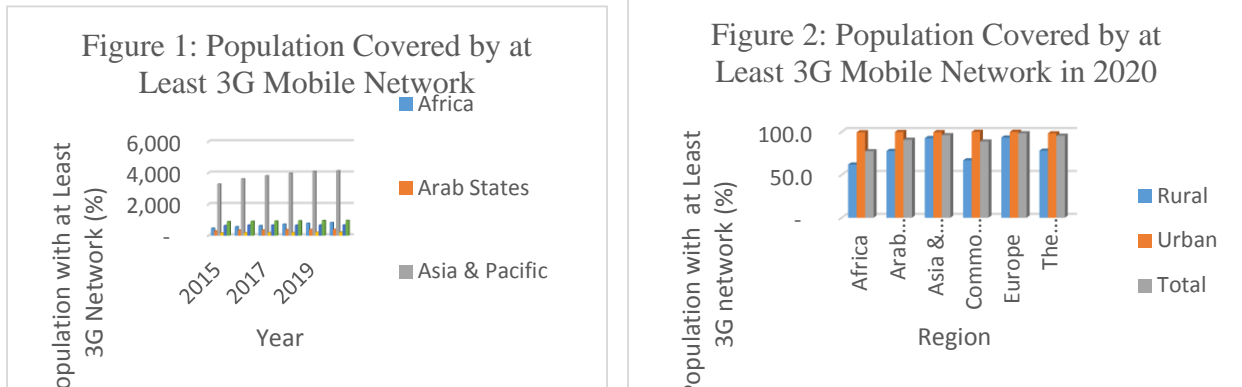 Figure 1: Population Covered by at
Least 3G Mobile Network
6,000
4,000
2,000
-
2015
2017
2019
Year
opulation with at Least
3G Network (%)
Africa
Arab States
Asia & Pacific
Figure 2: Population Covered by at
Least 3G Mobile Network in 2020
100.0
50.0
-
Africa
Arab…
Asia &…
Commo…
Europe
The…
Region
Population with at Least
3G network (%)
Rural
Urban
Total